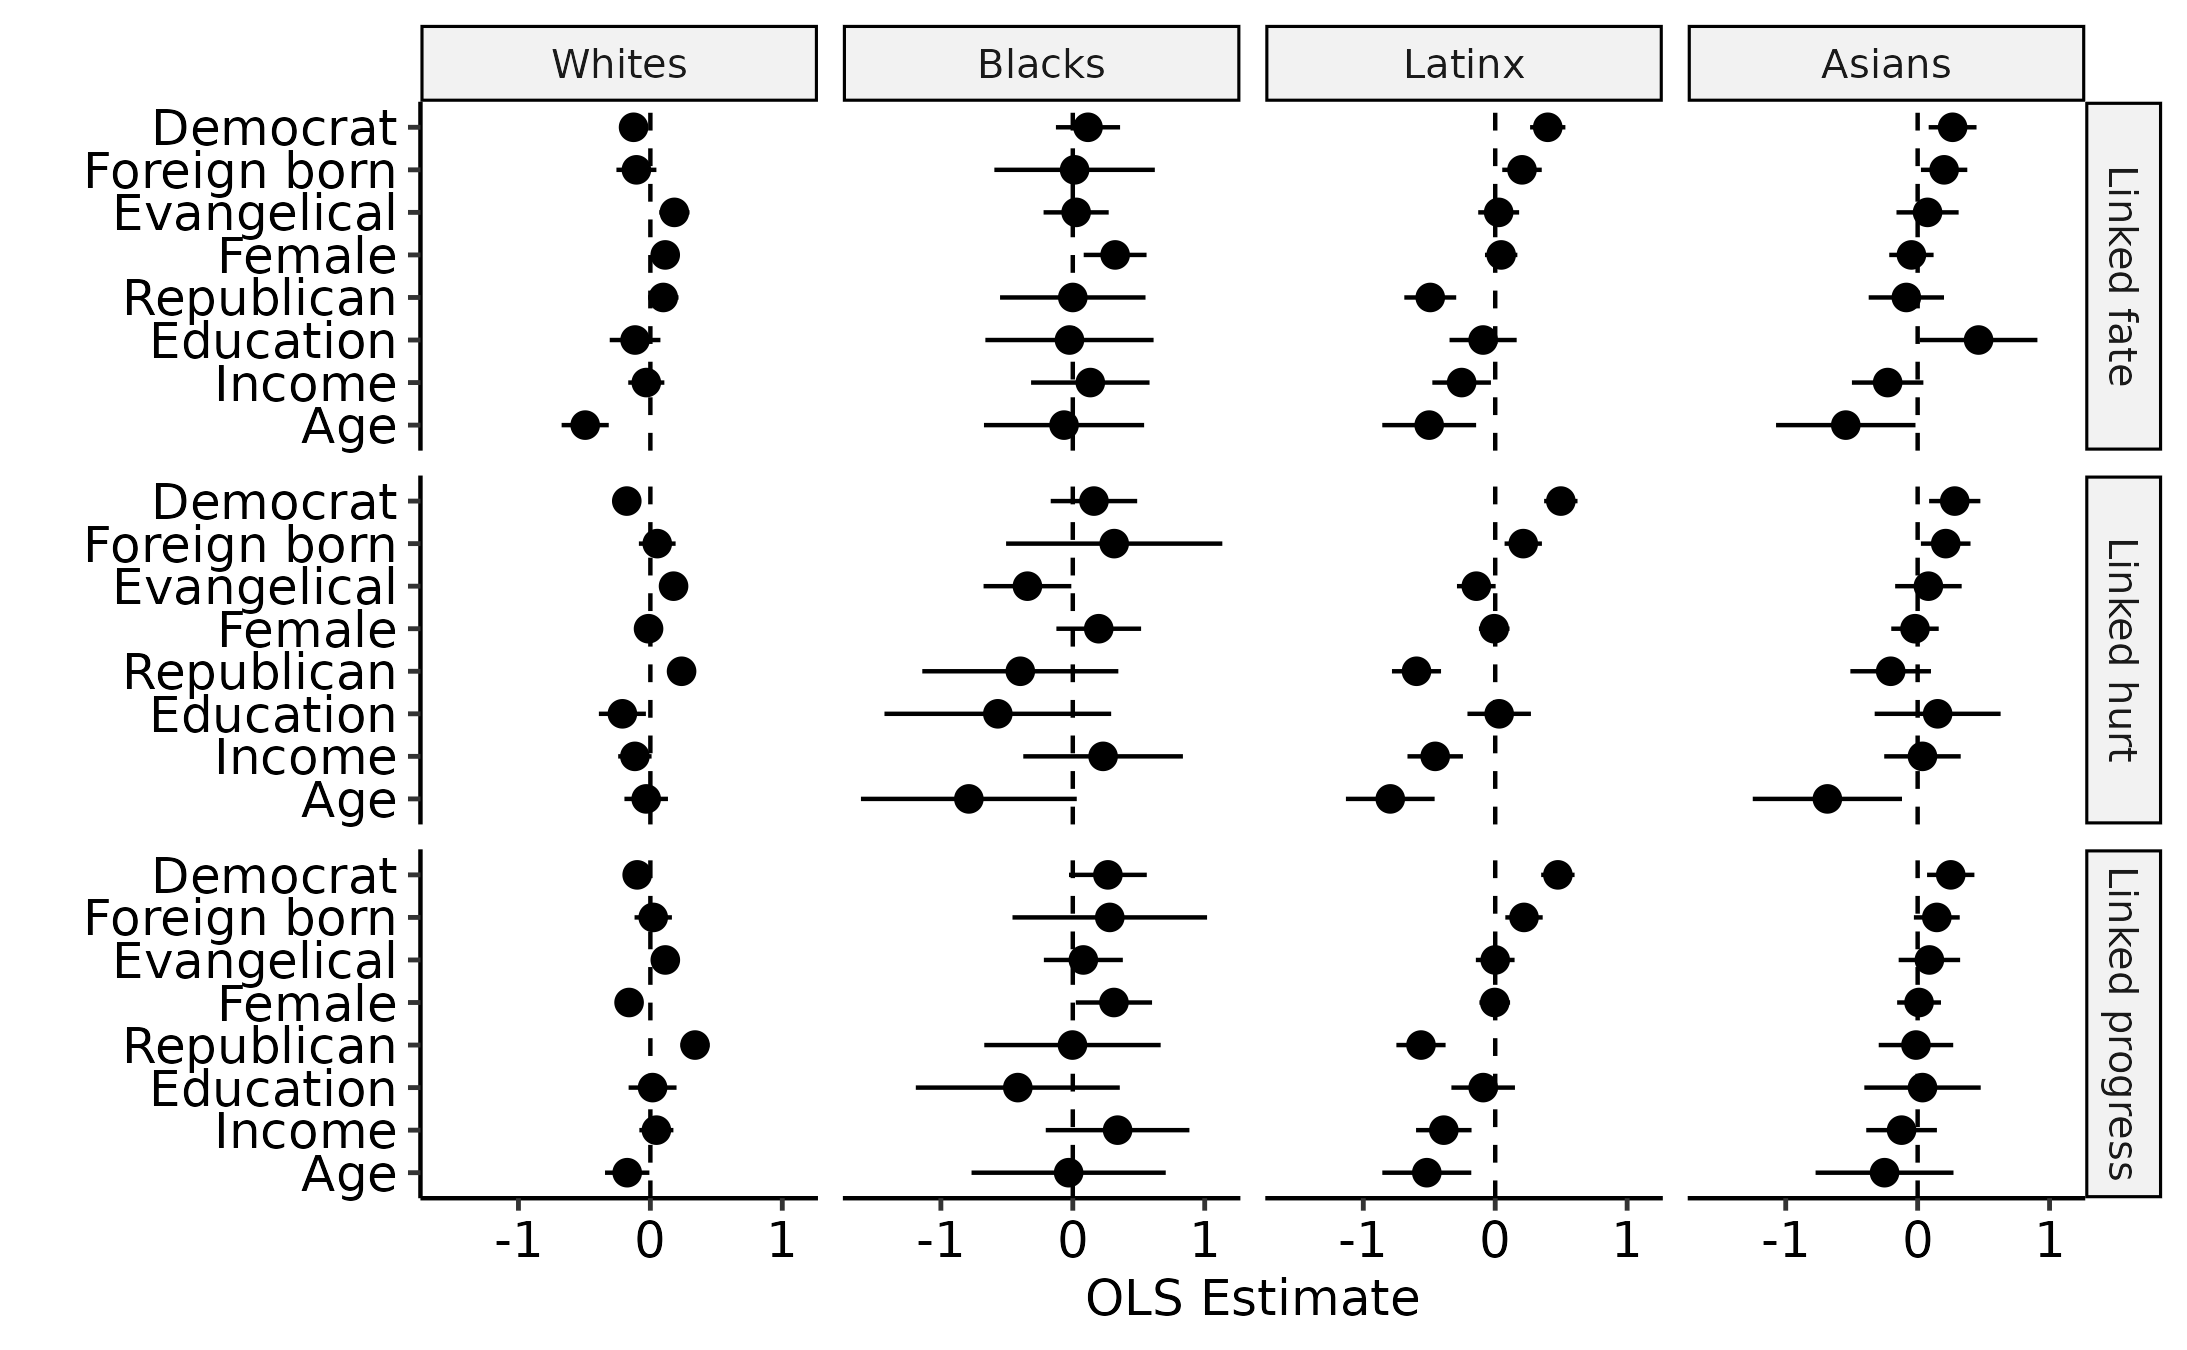 Whites Blacks Latinx Asians
Democrat
Foreign born
Evangelical
Female
Republican
Education
Income
Age
Linked fate
Democrat
Foreign born
Evangelical
Female
Republican
Education
Income
Age
Linked hurt
Democrat
Foreign born
Evangelical
Female
Republican
Education
Income
Age
Linked progress
-1 0 1 -1 0 1 -1 0 1 -1 0 1
OLS Estimate